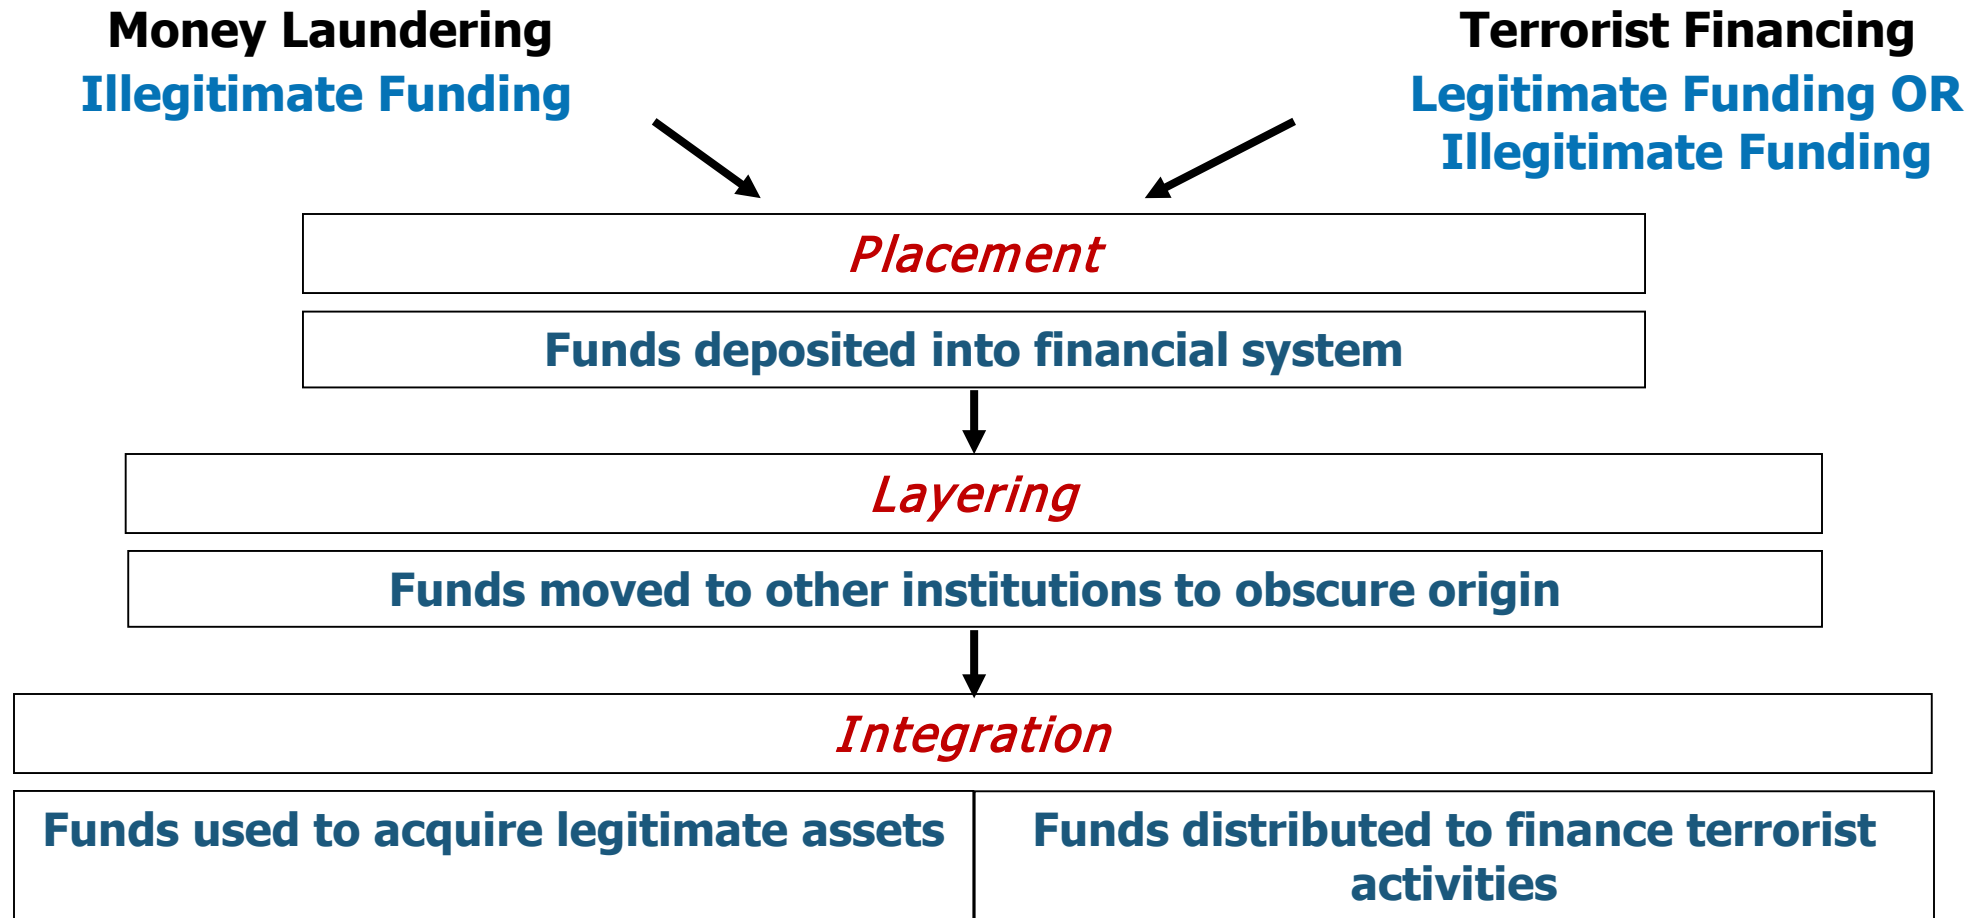 Money Laundering
Illegitimate Funding
Terrorist Financing
Legitimate Funding OR
Illegitimate Funding
Placement
Funds deposited into financial system
Layering
Funds moved to other institutions to obscure origin
Integration
Funds used to acquire legitimate assets
Funds distributed to finance terrorist
activities